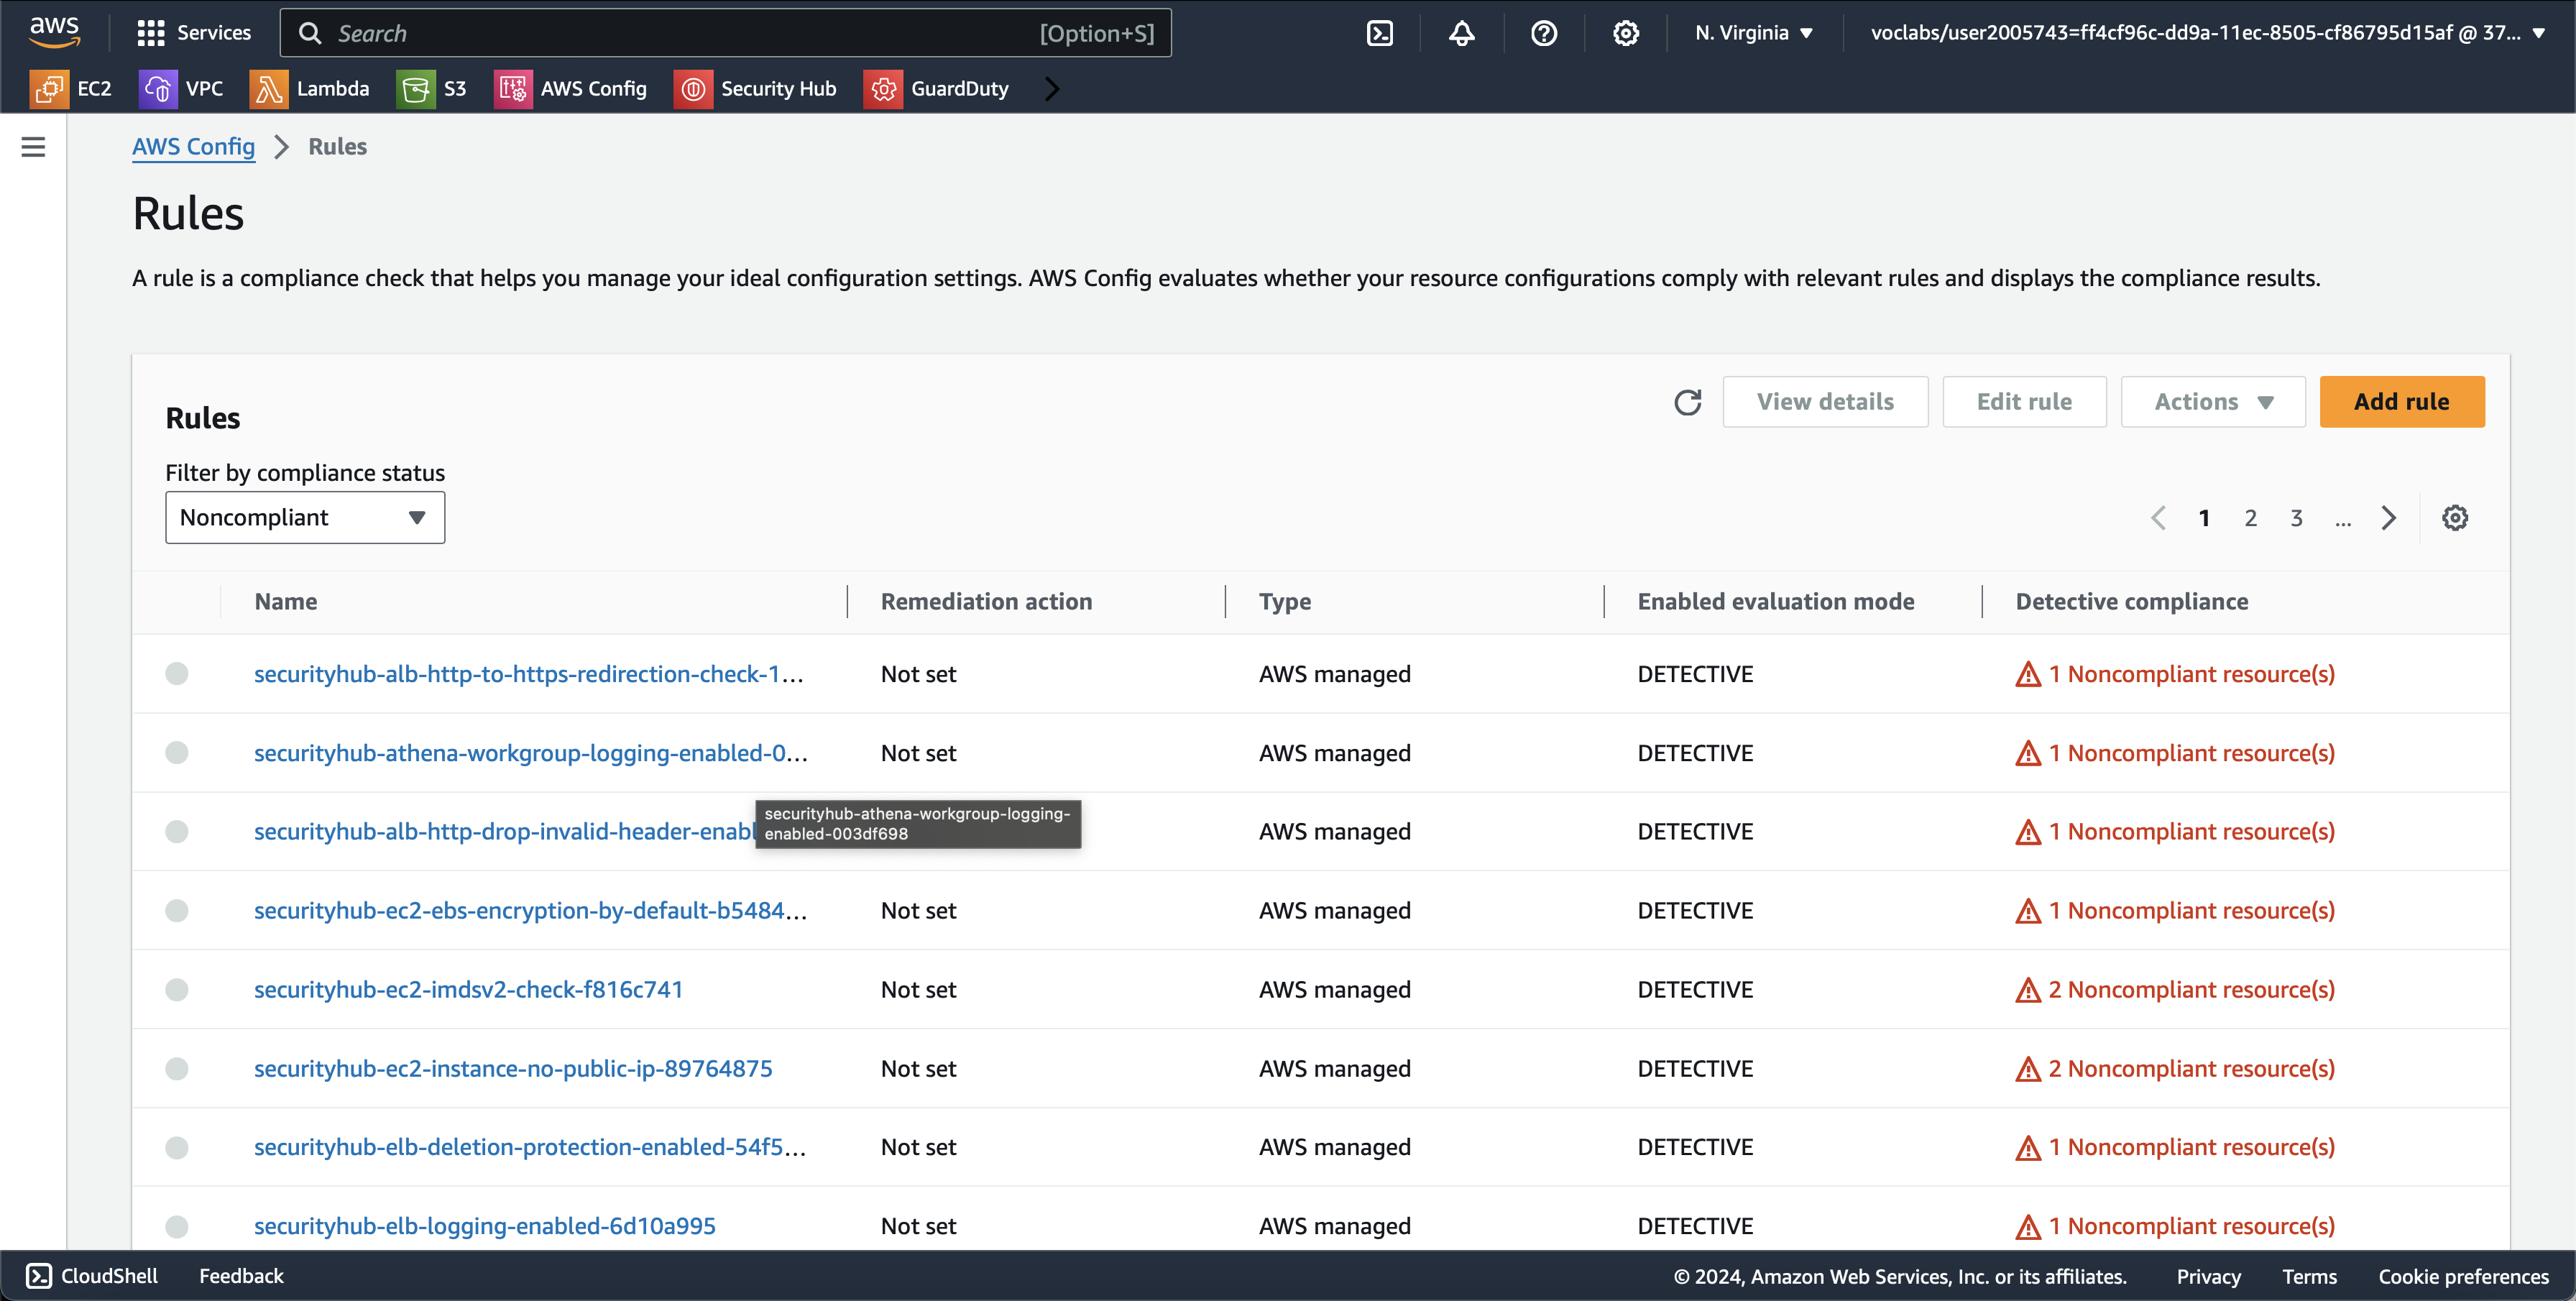 aws Services Search [Option+S] N. Virginia voclabs/user2005743=ff4cf96c-dd9a-11ec-8505-cf86795d15af @ 37...
EC2 VPC Lambda S3 AWS Config Security Hub GuardDuty
AWS Config Rules
Rules
A rule is a compliance check that helps you manage your ideal configuration settings. AWS Config evaluates whether your resource configurations comply with relevant rules and displays the compliance results.
View details Edit rule Actions Add rule
Rules
Filter by compliance status
Noncompliant 1 2 3 ...
Name Remediation action Type Enabled evaluation mode Detective compliance
securityhub-alb-http-to-https-redirection-check-1... Not set AWS managed DETECTIVE 1 Noncompliant resource(s)
securityhub-athena-workgroup-logging-enabled-0... Not set AWS managed DETECTIVE 1 Noncompliant resource(s)
securityhub-athena-workgroup-logging-
enabled-003df698
securityhub-alb-http-drop-invalid-header-enabl AWS managed DETECTIVE 1 Noncompliant resource(s)
securityhub-ec2-ebs-encryption-by-default-b5484... Not set AWS managed DETECTIVE 1 Noncompliant resource(s)
securityhub-ec2-imdsv2-check-f816c741 Not set AWS managed DETECTIVE 2 Noncompliant resource(s)
securityhub-ec2-instance-no-public-ip-89764875 Not set AWS managed DETECTIVE 2 Noncompliant resource(s)
securityhub-elb-deletion-protection-enabled-54f5... Not set AWS managed DETECTIVE 1 Noncompliant resource(s)
securityhub-elb-logging-enabled-6d10a995 Not set AWS managed DETECTIVE 1 Noncompliant resource(s)
CloudShell Feedback © 2024, Amazon Web Services, Inc. or its affiliates. Privacy Terms Cookie preferences